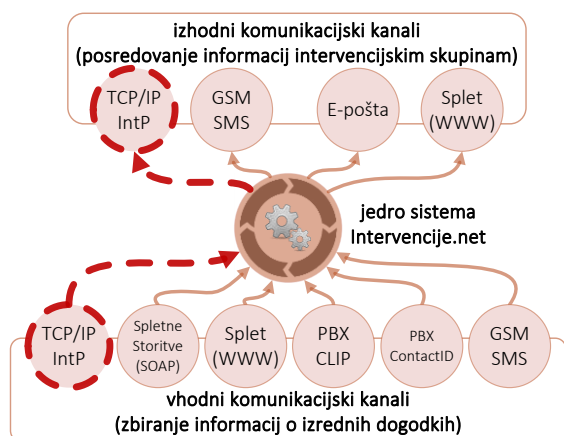 izhodni komunikacijski kanali
(posredovanje informacij intervencijskim skupinam)
TCP/IP
IntP
GSM
SMS
E-pošta
Splet
(WWW)
jedro sistema
Intervencije.net
TCP/IP
IntP
Spletne
Storitve
(SOAP)
Splet
(WWW)
PBX
CLIP
PBX
ContactID
GSM
SMS
vhodni komunikacijski kanali
(zbiranje informacij o izrednih dogodkih)